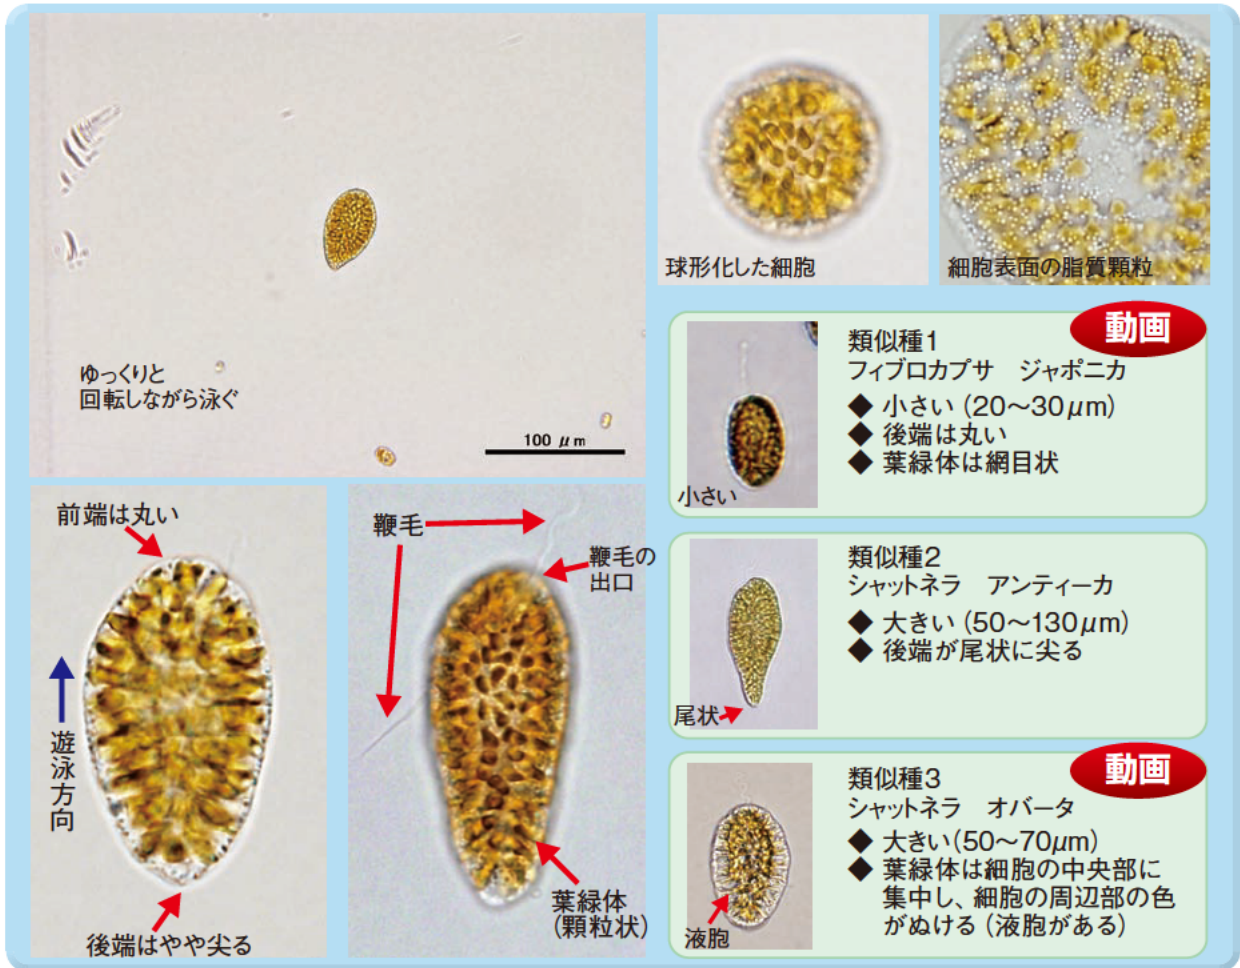 ゆっくりと
回転しながら泳ぐ
100 μm
球形化した細胞
細胞表面の脂質顆粒
前端は丸い
遊泳方向
後端はやや尖る
鞭毛
鞭毛の
出口
葉緑体
(顆粒状)
動画
類似種1
フィブロカプサ ジャポニカ
◆ 小さい (20～30μm)
◆ 後端は丸い
◆ 葉緑体は網目状
小さい
類似種2
シャットネラ アンティーカ
◆ 大きい (50～130μm)
◆ 後端が尾状に尖る
尾状
動画
類似種3
シャットネラ オバータ
◆ 大きい(50～70μm)
◆ 葉緑体は細胞の中央部に
集中し、細胞の周辺部の色
がぬける (液胞がある)
液胞